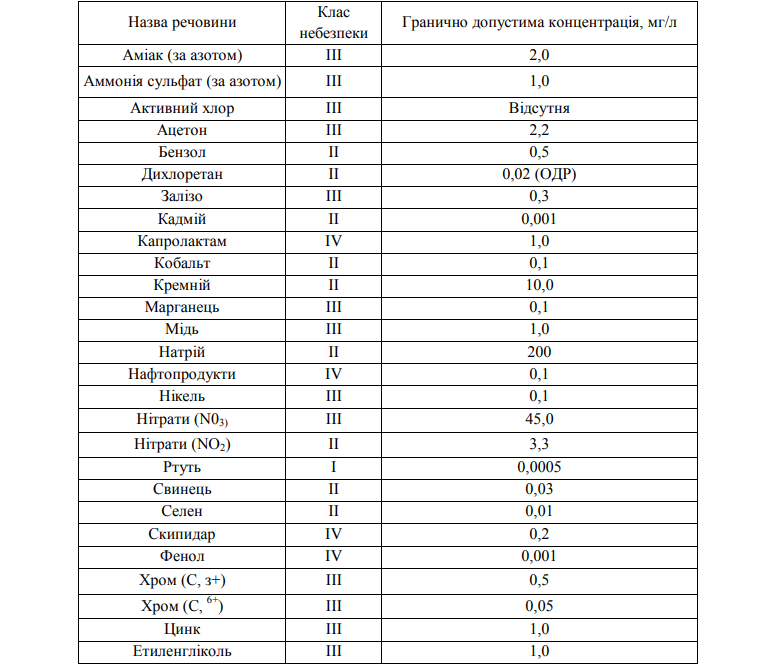 Назва речовини | Клас небезпеки | Гранично допустима концентрація, мг/л
Аміак (за азотом) | III | 2,0
Аммонія сульфат (за азотом) | III | 1,0
Активний хлор | III | Відсутня
Ацетон | III | 2,2
Бензол | II | 0,5
Дихлоретан | II | 0,02 (ОДР)
Залізо | III | 0,3
Кадмій | II | 0,001
Капролактам | IV | 1,0
Кобальт | II | 0,1
Кремній | II | 10,0
Марганець | III | 0,1
Мідь | III | 1,0
Натрій | II | 200
Нафтопродукти | IV | 0,1
Нікель | III | 0,1
Нітрати (N0₃₎ | III | 45,0
Нітрати (NO₂) | II | 3,3
Ртуть | I | 0,0005
Свинець | II | 0,03
Селен | II | 0,01
Скипидар | IV | 0,2
Фенол | IV | 0,001
Хром (С, з+) | III | 0,5
Хром (С, ⁶⁺) | III | 0,05
Цинк | III | 1,0
Етиленгліколь | III | 1,0